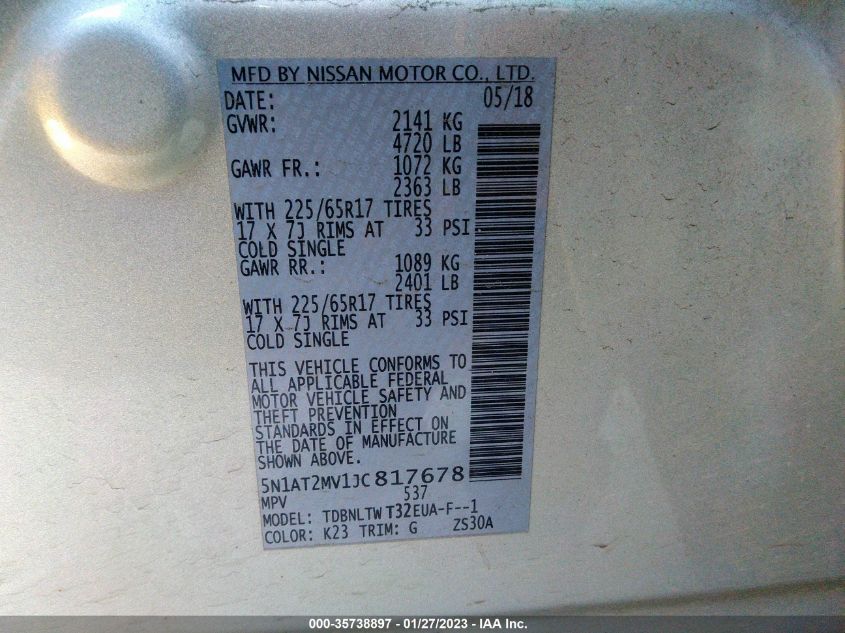 MFD BY NISSAN MOTOR CO., LTD.
DATE: 05/18
GVWR: 2141 KG
4720 LB
GAWR FR.: 1072 KG
2363 LB
WITH 225/65R17 TIRES
17 X 7J RIMS AT 33 PSI
COLD SINGLE
GAWR RR.: 1089 KG
2401 LB
WITH 225/65R17 TIRES
17 X 7J RIMS AT 33 PSI
COLD SINGLE
THIS VEHICLE CONFORMS TO
ALL APPLICABLE FEDERAL
MOTOR VEHICLE SAFETY AND
THEFT PREVENTION
STANDARDS IN EFFECT ON
THE DATE OF MANUFACTURE
SHOWN ABOVE.
5N1AT2MV1JC817678
MPV 537
MODEL: TDBNLTW T32EUA-F--1
COLOR: K23 TRIM: G ZS30A
000-35738897 - 01/27/2023 - IAA Inc.